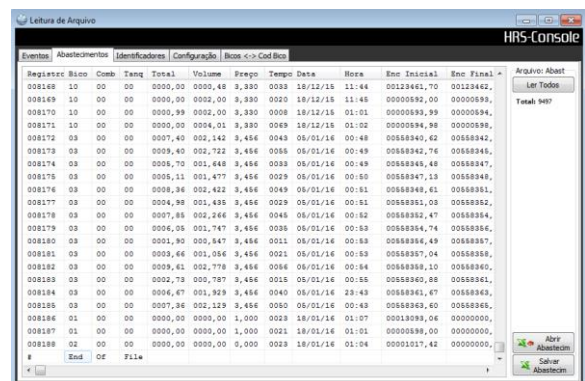 Leitura de Arquivo
HRS-Console
Eventos Abastecimentos Identificadores Configuração Bicos <-> Cod Bico
Arquivo: Abast
Ler Todos
Total: 9497
Registro Bico Comb Tanq Total Volume Preço Tempo Data Hora Enc Inicial Enc Final
008168 10 00 00 0000,00 0000,48 3,330 0033 18/12/15 11:44 00123461,70 00123462,
008169 10 00 00 0000,00 0002,00 3,330 0020 18/12/15 11:45 00000592,00 00000593,
008170 10 00 00 0000,99 0002,00 3,330 0008 18/12/15 01:01 00000593,99 00000594,
008171 10 00 00 0000,00 0004,01 3,330 0069 18/12/15 01:02 00000594,98 00000598,
008172 03 00 00 0007,40 002,142 3,456 0043 05/01/16 00:48 00558340,62 00558342,
008173 03 00 00 0009,40 002,722 3,456 0055 05/01/16 00:49 00558342,76 00558345,
008174 03 00 00 0005,70 001,648 3,456 0033 05/01/16 00:49 00558345,48 00558347,
008175 03 00 00 0005,11 001,477 3,456 0029 05/01/16 00:50 00558347,13 00558348,
008176 03 00 00 0008,36 002,422 3,456 0049 05/01/16 00:51 00558348,61 00558351,
008177 03 00 00 0004,98 001,435 3,456 0029 05/01/16 00:51 00558351,03 00558352,
008178 03 00 00 0007,85 002,266 3,456 0045 05/01/16 00:52 00558352,47 00558354,
008179 03 00 00 0006,05 001,747 3,456 0035 05/01/16 00:53 00558354,74 00558356,
008180 03 00 00 0001,90 000,547 3,456 0011 05/01/16 00:53 00558356,49 00558357,
008181 03 00 00 0003,66 001,056 3,456 0021 05/01/16 00:53 00558357,04 00558358,
008182 03 00 00 0009,61 002,778 3,456 0056 05/01/16 00:54 00558358,10 00558360,
008183 03 00 00 0002,73 000,787 3,456 0015 05/01/16 00:55 00558360,88 00558361,
008184 03 00 00 0006,67 001,929 3,456 0040 05/01/16 23:43 00558361,67 00558363,
008185 03 00 00 0007,36 002,129 3,456 0050 05/01/16 00:43 00558363,60 00558365,
008186 01 00 00 0000,00 0000,00 1,000 0023 18/01/16 01:07 00013093,06 00000000,
008187 01 00 00 0000,00 0000,00 1,000 0021 18/01/16 01:01 00000598,00 00000000,
008188 02 00 00 0000,00 0000,00 0,000 0023 18/01/16 01:04 00001017,42 00000000,
# End Of File
Abrir Abastecim
Salvar Abastecim